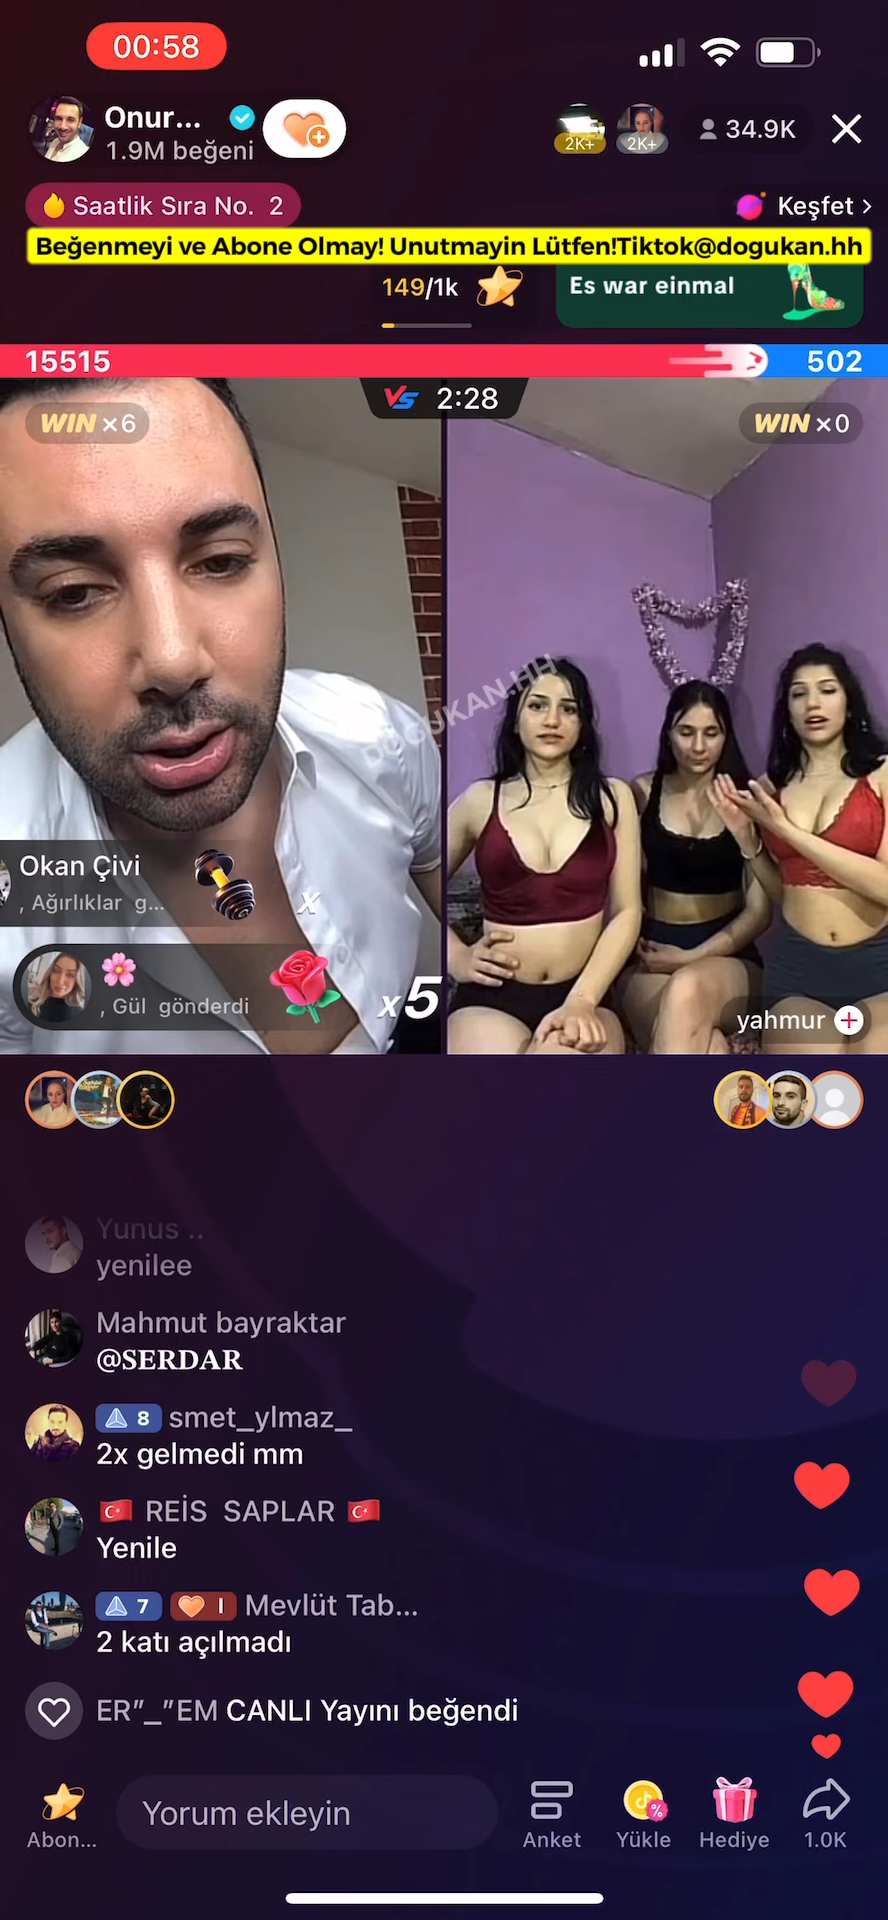 00:58
Onur...
1.9M beğeni
2K+
2K+
34.9K
Saatlik Sıra No. 2
Keşfet
Beğenmeyi ve Abone Olmay! Unutmayin Lütfen!Tiktok@dogukan.hh
149/1k
Es war einmal
15515
502
VS 2:28
WIN x6
WIN x0
DOGUKAN.HH
Okan Çivi
, Ağırlıklar g...
x
, Gül gönderdi
x5
yahmur
Yunus ..
yenilee
Mahmut bayraktar
@SERDAR
8 smet_ylmaz_
2x gelmedi mm
REİS SAPLAR
Yenile
7 I Mevlüt Tab...
2 katı açılmadı
ER"_"EM CANLI Yayını beğendi
Abon...
Yorum ekleyin
Anket
Yükle
Hediye
1.0K